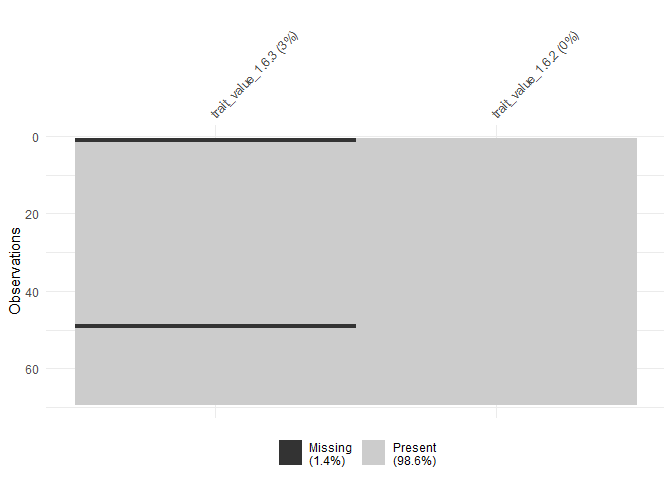 trait_value_1.6.3 (3%)
trait_value_1.6.2 (0%)
0
20
40
60
Observations
Missing
(1.4%)
Present
(98.6%)